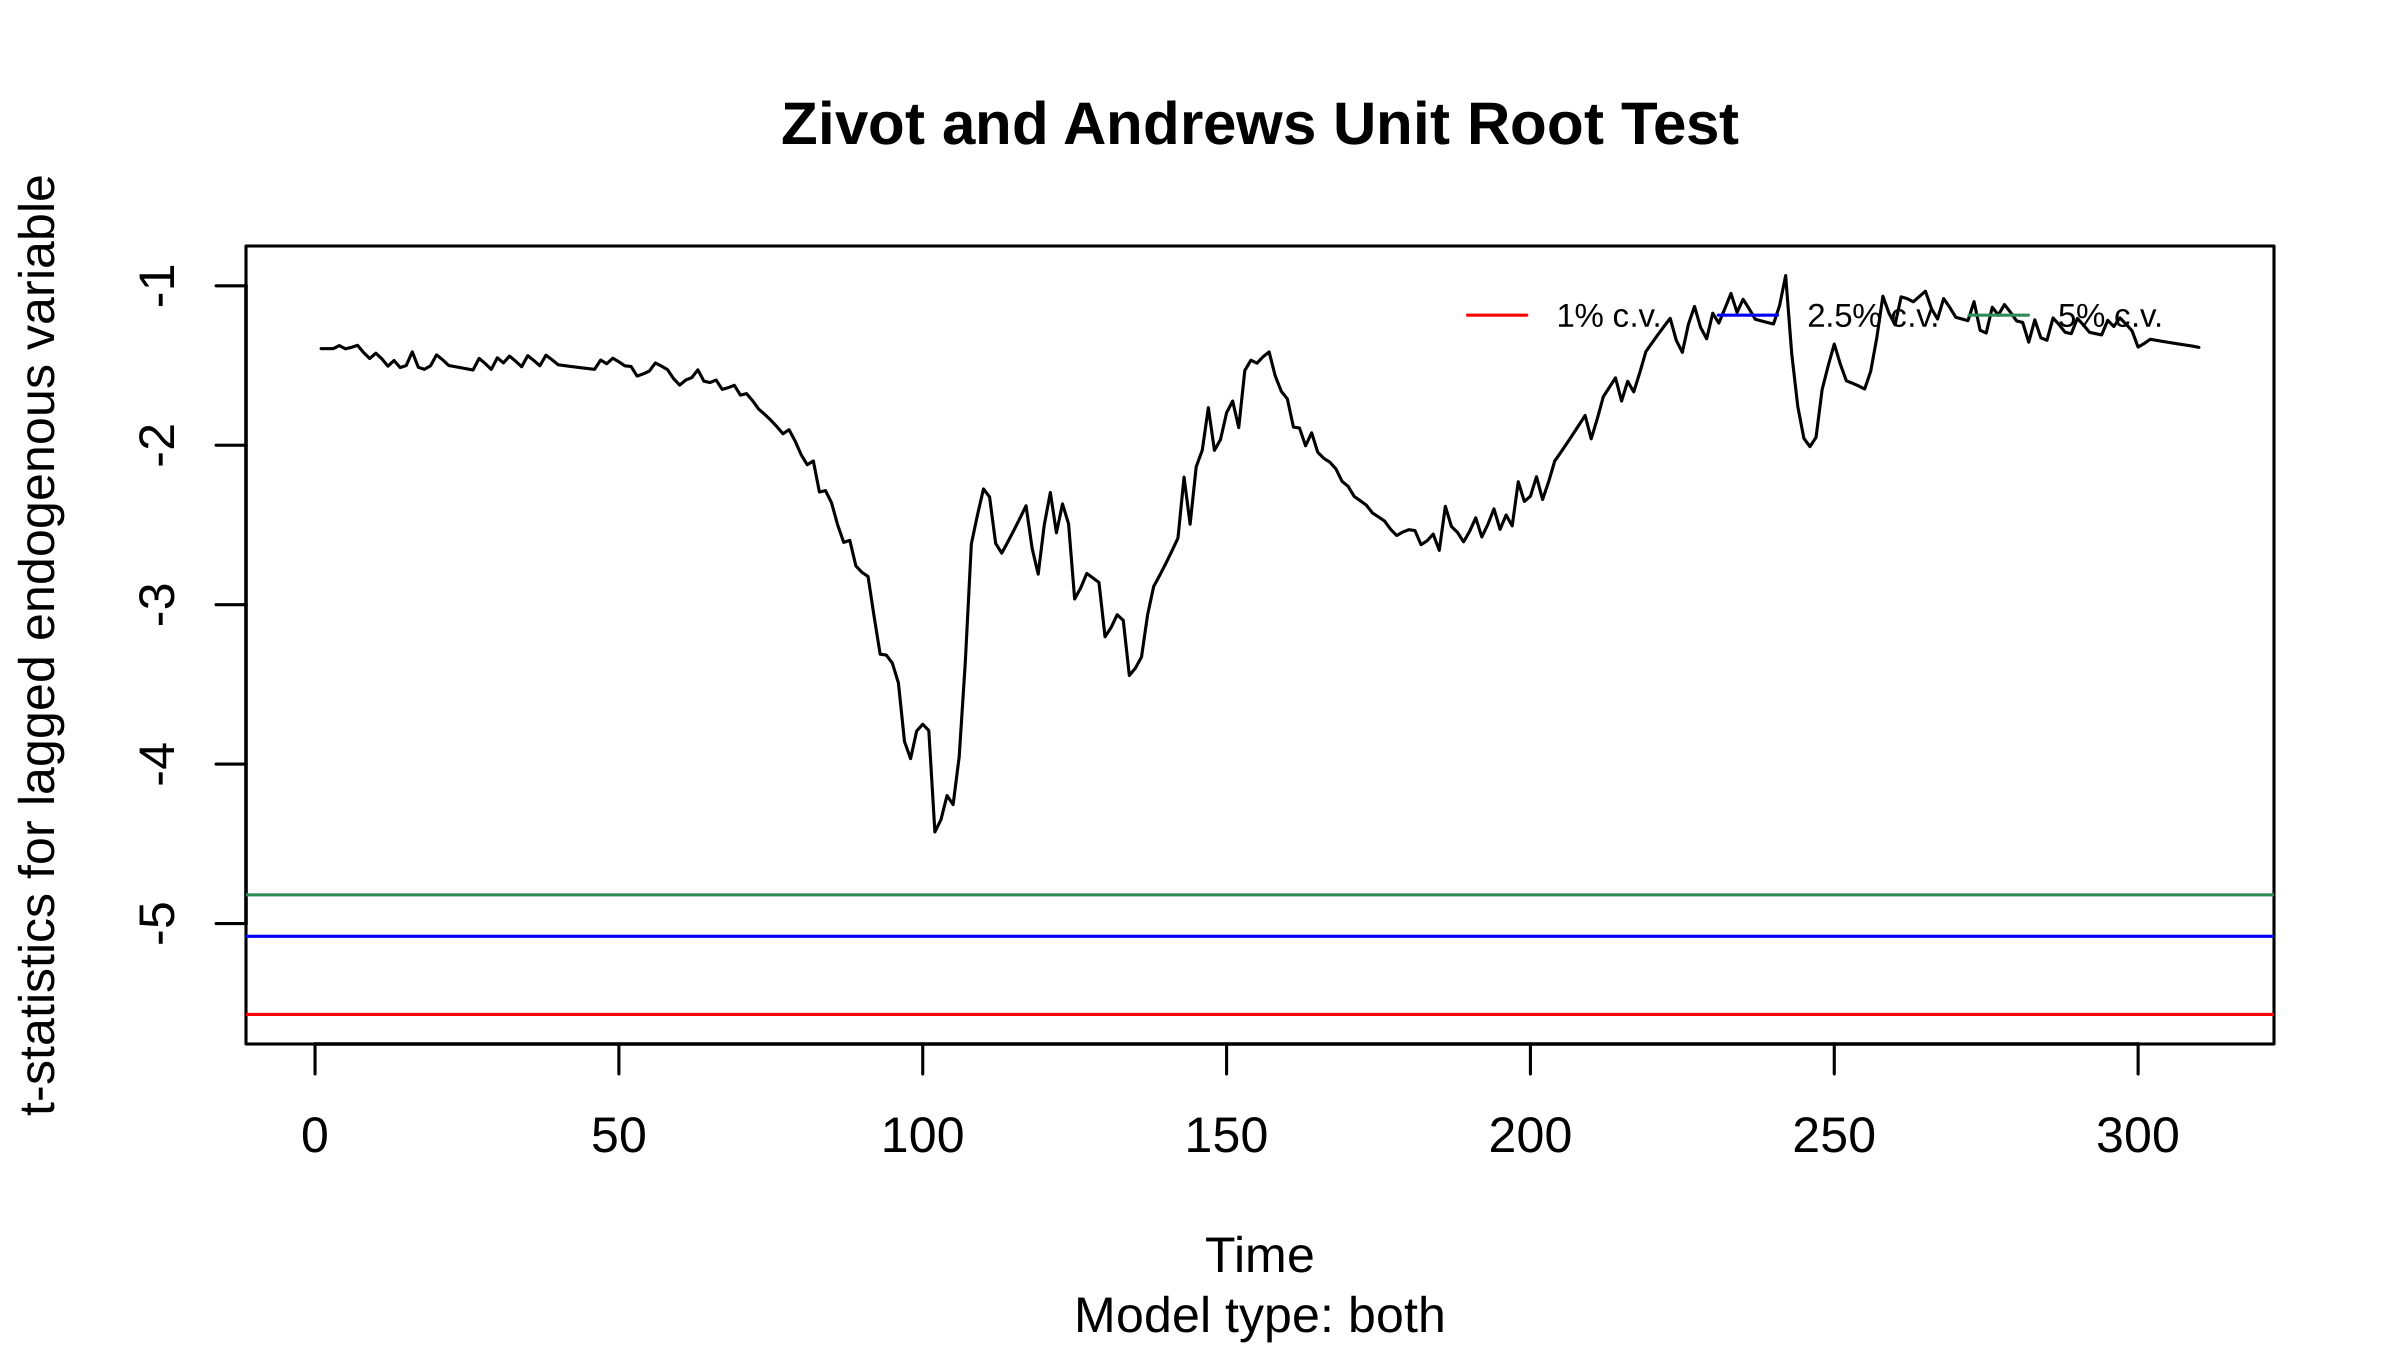 Zivot and Andrews Unit Root Test
t-statistics for lagged endogenous variable
-1
-2
-3
-4
-5
1% c.v. 2.5% c.v. 5% c.v.
0 50 100 150 200 250 300
Time
Model type: both